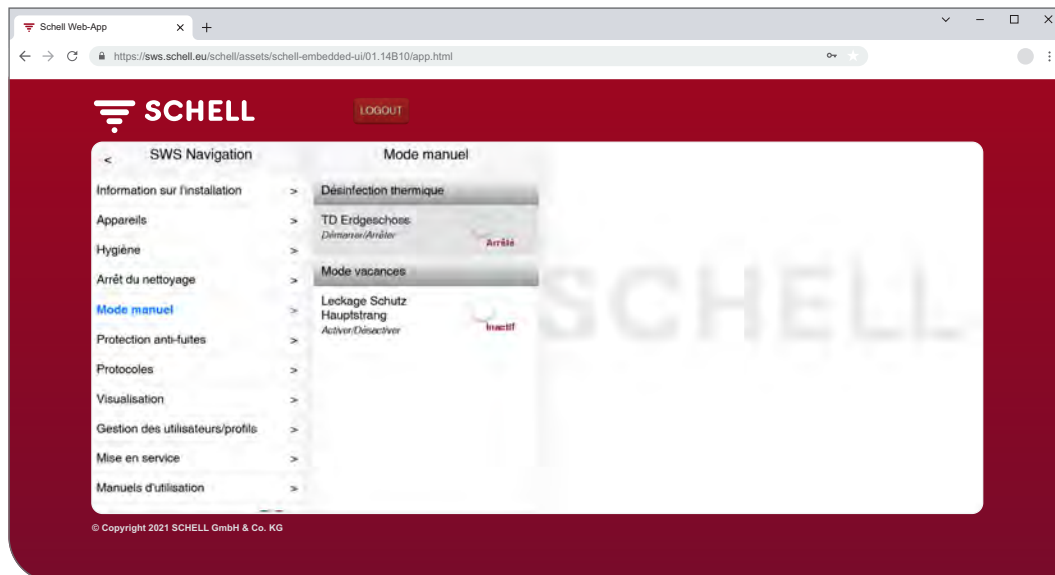 Schell Web-App
https://sws.schell.eu/schell/assets/schell-embedded-ui/01.14B10/app.html
SCHELL
LOGOUT
< SWS Navigation
Mode manuel
Information sur l'installation >
Appareils >
Hygiène >
Arrêt du nettoyage >
Mode manuel >
Protection anti-fuites >
Protocoles >
Visualisation >
Gestion des utilisateurs/profils >
Mise en service >
Manuels d'utilisation >
Désinfection thermique
TD Erdgeschoss
Démarrer/Arrêter
Arrêté
Mode vacances
Leckage Schutz
Hauptstrang
Activer/Désactiver
Inactif
SCHELL
© Copyright 2021 SCHELL GmbH & Co. KG